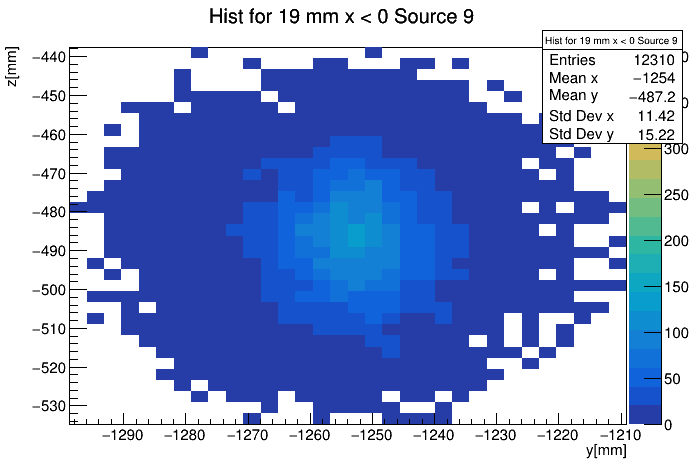 Hist for 19 mm x < 0 Source 9
Hist for 19 mm x < 0 Source 9
Entries 12310
Mean x −1254
Mean y −487.2
Std Dev x 11.42
Std Dev y 15.22
z[mm]
−440
−450
−460
−470
−480
−490
−500
−510
−520
−530
−1290 −1280 −1270 −1260 −1250 −1240 −1230 −1220 −1210
y[mm]
300
250
200
150
100
50
0